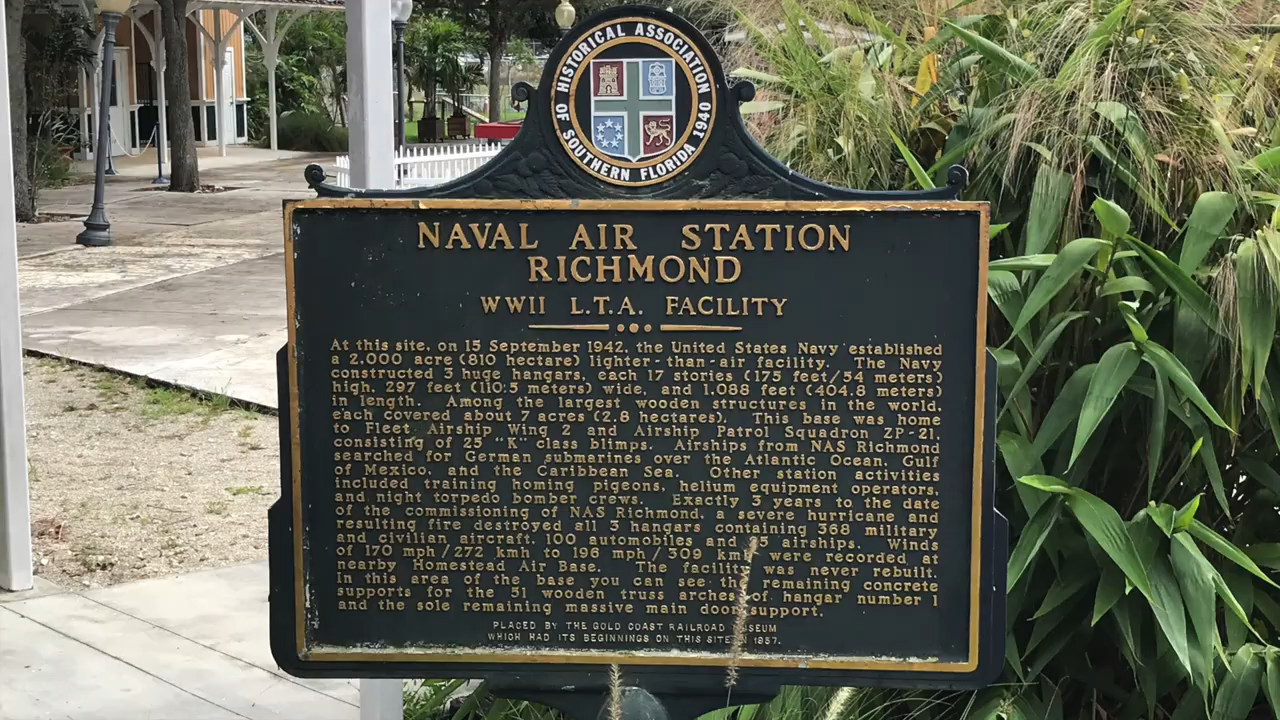 HISTORICAL ASSOCIATION
OF SOUTHERN FLORIDA 1940
NAVAL AIR STATION
RICHMOND
WWII L.T.A. FACILITY
At this site, on 15 September 1942, the United States Navy established
a 2,000 acre (810 hectare) lighter-than-air facility. The Navy
constructed 3 huge hangars, each 17 stories (175 feet/54 meters)
high, 297 feet (110.5 meters) wide, and 1,088 feet (404.8 meters)
in length. Among the largest wooden structures in the world,
each covered about 7 acres (2.8 hectares). This base was home
to Fleet Airship Wing 2 and Airship Patrol Squadron ZP-21,
consisting of 25 "K" class blimps. Airships from NAS Richmond
searched for German submarines over the Atlantic Ocean, Gulf
of Mexico, and the Caribbean Sea. Other station activities
included training homing pigeons, helium equipment operators,
and night torpedo bomber crews. Exactly 3 years to the date
of the commissioning of NAS Richmond, a severe hurricane and
resulting fire destroyed all 3 hangars containing 368 military
and civilian aircraft, 100 automobiles and airships. Winds
of 170 mph/272 kmh to 196 mph/309 kmh were recorded at
nearby Homestead Air Base. The facility was never rebuilt.
In this area of the base you can see the remaining concrete
supports for the 51 wooden truss arches of hangar number 1
and the sole remaining massive main door support.
PLACED BY THE GOLD COAST RAILROAD MUSEUM
WHICH HAD ITS BEGINNINGS ON THIS SITE IN 1957.